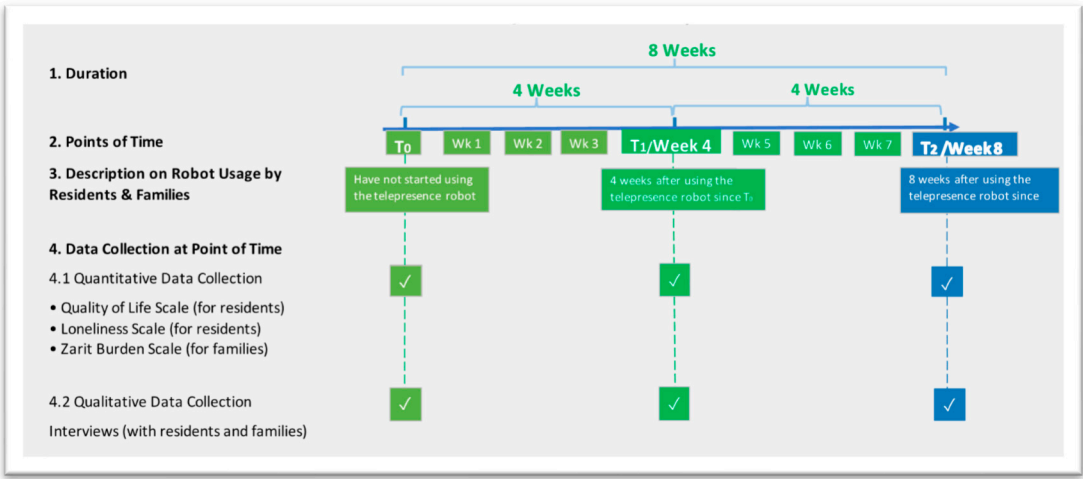 8 Weeks
1. Duration
4 Weeks
4 Weeks
2. Points of Time
T₀
Wk 1
Wk 2
Wk 3
T₁/Week 4
Wk 5
Wk 6
Wk 7
T₂ /Week 8
3. Description on Robot Usage by
Residents & Families
Have not started using
the telepresence robot
4 weeks after using the
telepresence robot since T₀
8 weeks after using the
telepresence robot since
4. Data Collection at Point of Time
4.1 Quantitative Data Collection
✓
✓
✓
• Quality of Life Scale (for residents)
• Loneliness Scale (for residents)
• Zarit Burden Scale (for families)
4.2 Qualitative Data Collection
✓
✓
✓
Interviews (with residents and families)